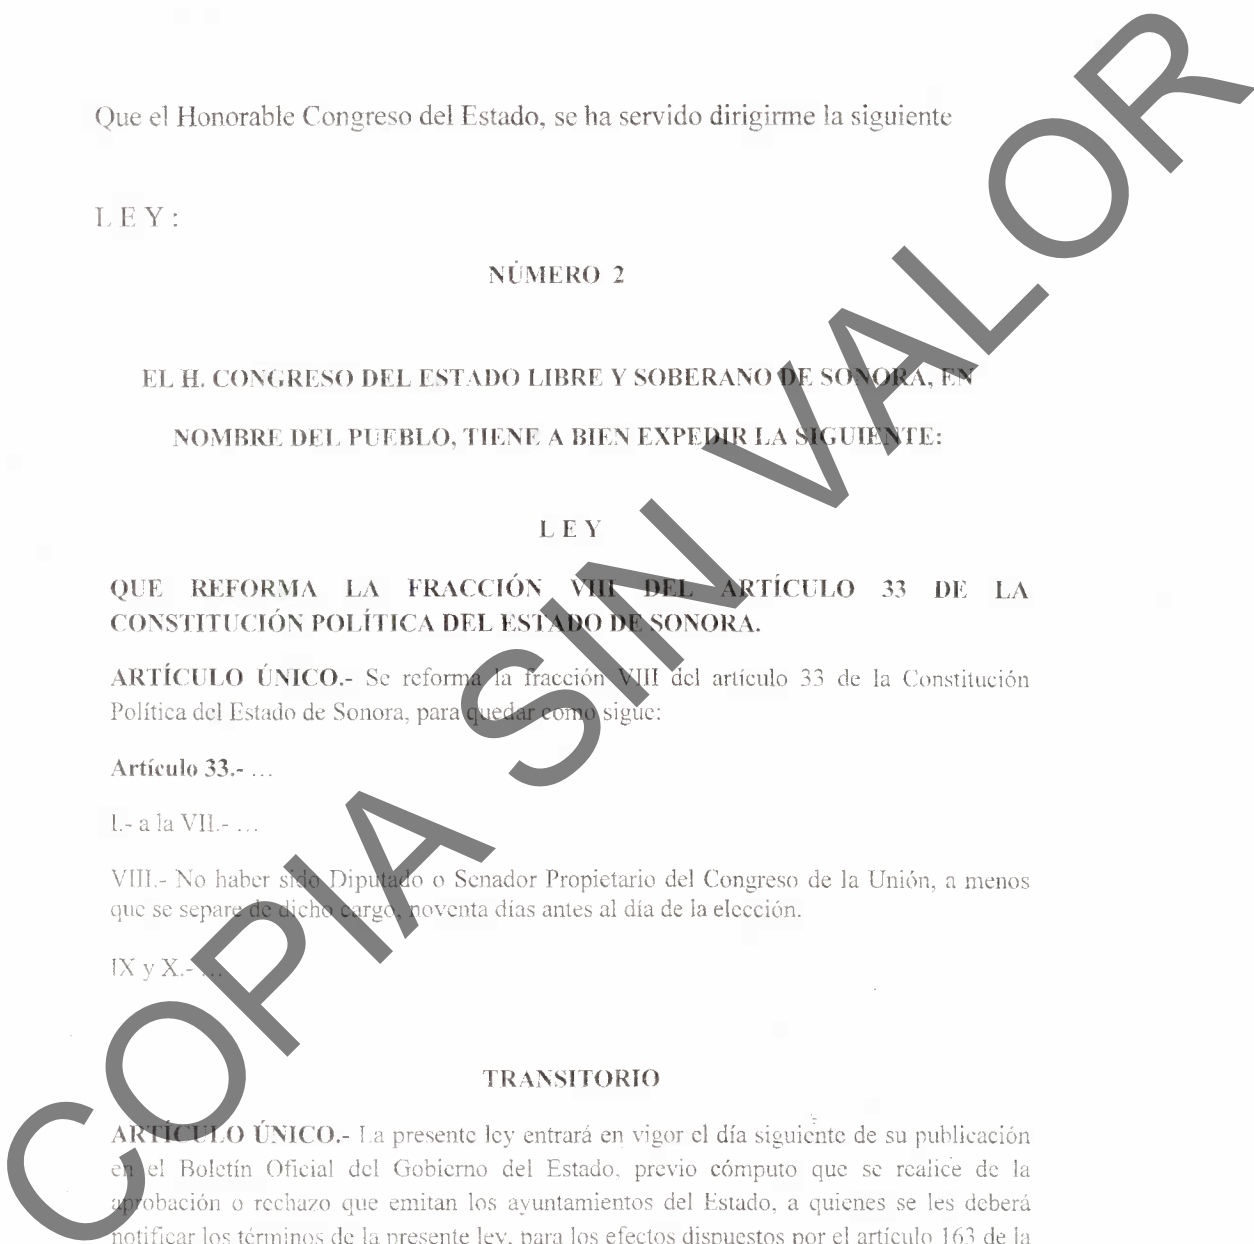 Que el Honorable Congreso del Estado, se ha servido dirigirme la siguiente
L E Y :
NÚMERO 2
EL H. CONGRESO DEL ESTADO LIBRE Y SOBERANO DE SONORA, EN
NOMBRE DEL PUEBLO, TIENE A BIEN EXPEDIR LA SIGUIENTE:
L E Y
QUE REFORMA LA FRACCIÓN VIII DEL ARTÍCULO 33 DE LA
CONSTITUCIÓN POLÍTICA DEL ESTADO DE SONORA.
ARTÍCULO ÚNICO.- Se reforma la fracción VIII del artículo 33 de la Constitución
Política del Estado de Sonora, para quedar como sigue:
Artículo 33.- ...
I.- a la VII.- ...
VIII.- No haber sido Diputado o Senador Propietario del Congreso de la Unión, a menos
que se separe de dicho cargo, noventa días antes al día de la elección.
IX y X.- ...
TRANSITORIO
ARTÍCULO ÚNICO.- La presente ley entrará en vigor el día siguiente de su publicación
en el Boletín Oficial del Gobierno del Estado, previo cómputo que se realice de la
aprobación o rechazo que emitan los ayuntamientos del Estado, a quienes se les deberá
notificar los términos de la presente ley, para los efectos dispuestos por el artículo 163 de la
COPIA SIN VALOR